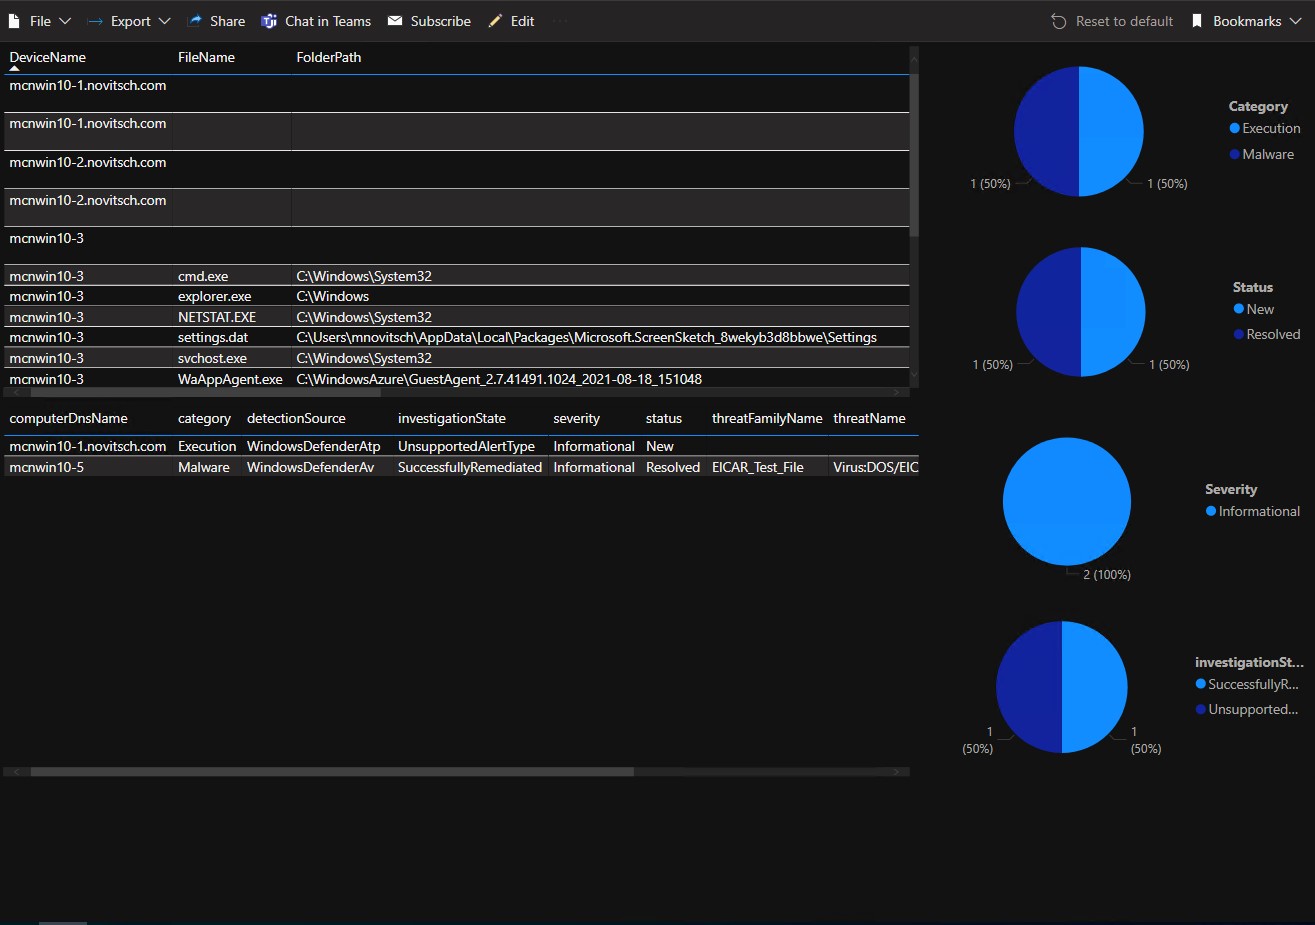 File Export Share Chat in Teams Subscribe Edit Reset to default Bookmarks
DeviceName FileName FolderPath
mcnwin10-1.novitsch.com
mcnwin10-1.novitsch.com
mcnwin10-2.novitsch.com
mcnwin10-2.novitsch.com
mcnwin10-3
mcnwin10-3 cmd.exe C:\Windows\System32
mcnwin10-3 explorer.exe C:\Windows
mcnwin10-3 NETSTAT.EXE C:\Windows\System32
mcnwin10-3 settings.dat C:\Users\mnovitsch\AppData\Local\Packages\Microsoft.ScreenSketch_8wekyb3d8bbwe\Settings
mcnwin10-3 svchost.exe C:\Windows\System32
mcnwin10-3 WaAppAgent.exe C:\WindowsAzure\GuestAgent_2.7.41491.1024_2021-08-18_151048
computerDnsName category detectionSource investigationState severity status threatFamilyName threatName
mcnwin10-1.novitsch.com Execution WindowsDefenderAtp UnsupportedAlertType Informational New
mcnwin10-5 Malware WindowsDefenderAv SuccessfullyRemediated Informational Resolved EICAR_Test_File Virus:DOS/EIC
Category
Execution
Malware
1 (50%) 1 (50%)
Status
New
Resolved
1 (50%) 1 (50%)
Severity
Informational
2 (100%)
investigationSt...
SuccessfullyR...
Unsupported...
1 (50%) 1 (50%)